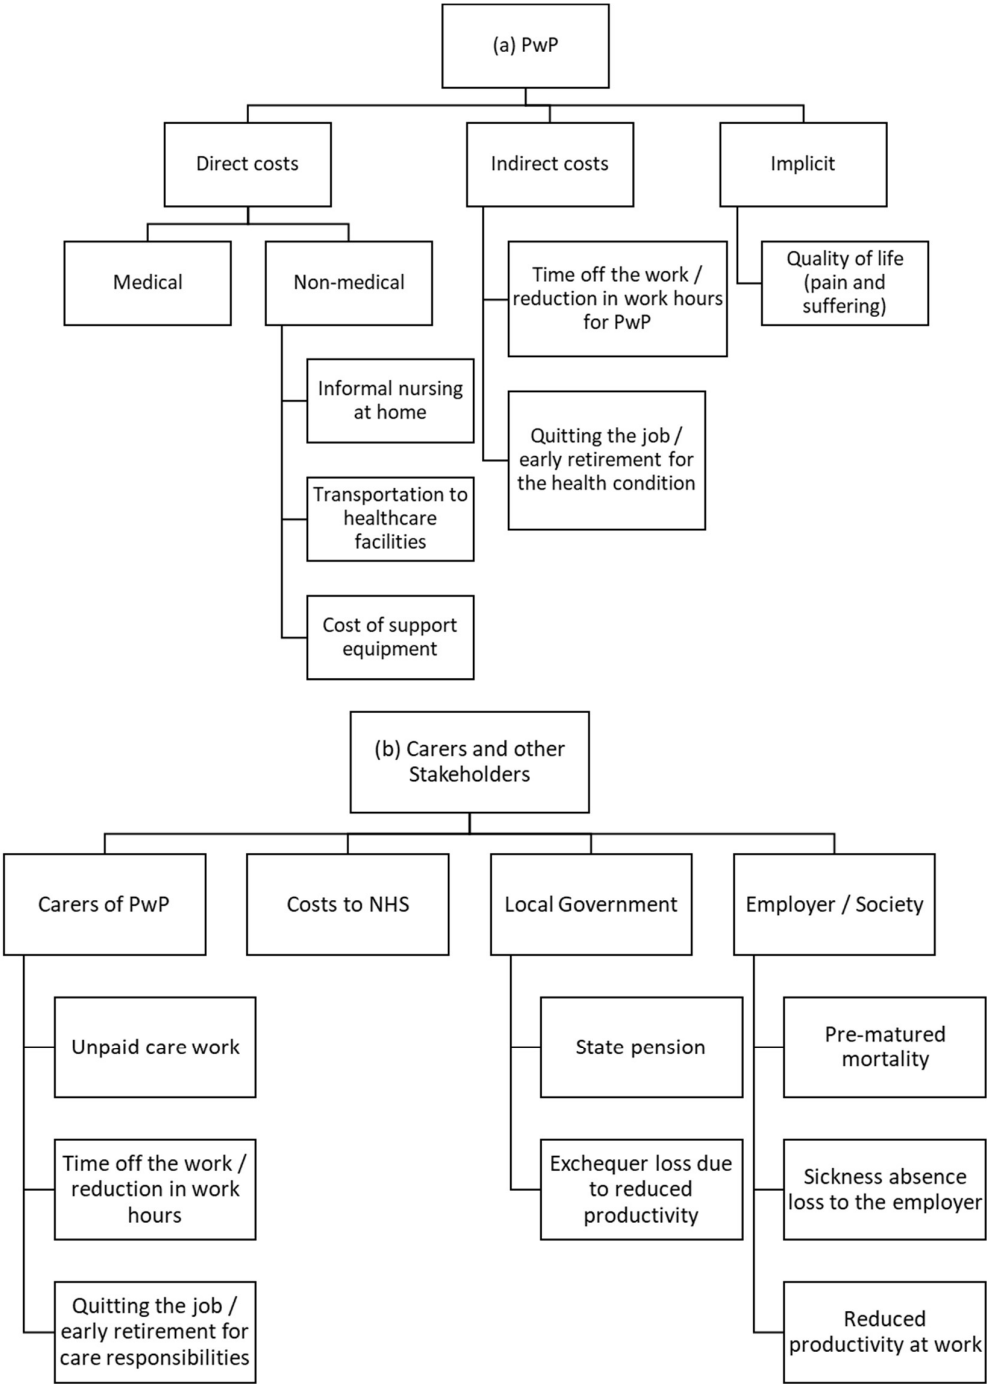 (a) PwP
Direct costs
Indirect costs
Implicit
Medical
Non-medical
Time off the work /
reduction in work hours
for PwP
Quality of life
(pain and
suffering)
Informal nursing
at home
Quitting the job /
early retirement for
the health condition
Transportation to
healthcare
facilities
Cost of support
equipment
(b) Carers and other
Stakeholders
Carers of PwP
Costs to NHS
Local Government
Employer / Society
Unpaid care work
State pension
Pre-matured
mortality
Time off the work /
reduction in work
hours
Exchequer loss due
to reduced
productivity
Sickness absence
loss to the employer
Quitting the job /
early retirement for
care responsibilities
Reduced
productivity at work